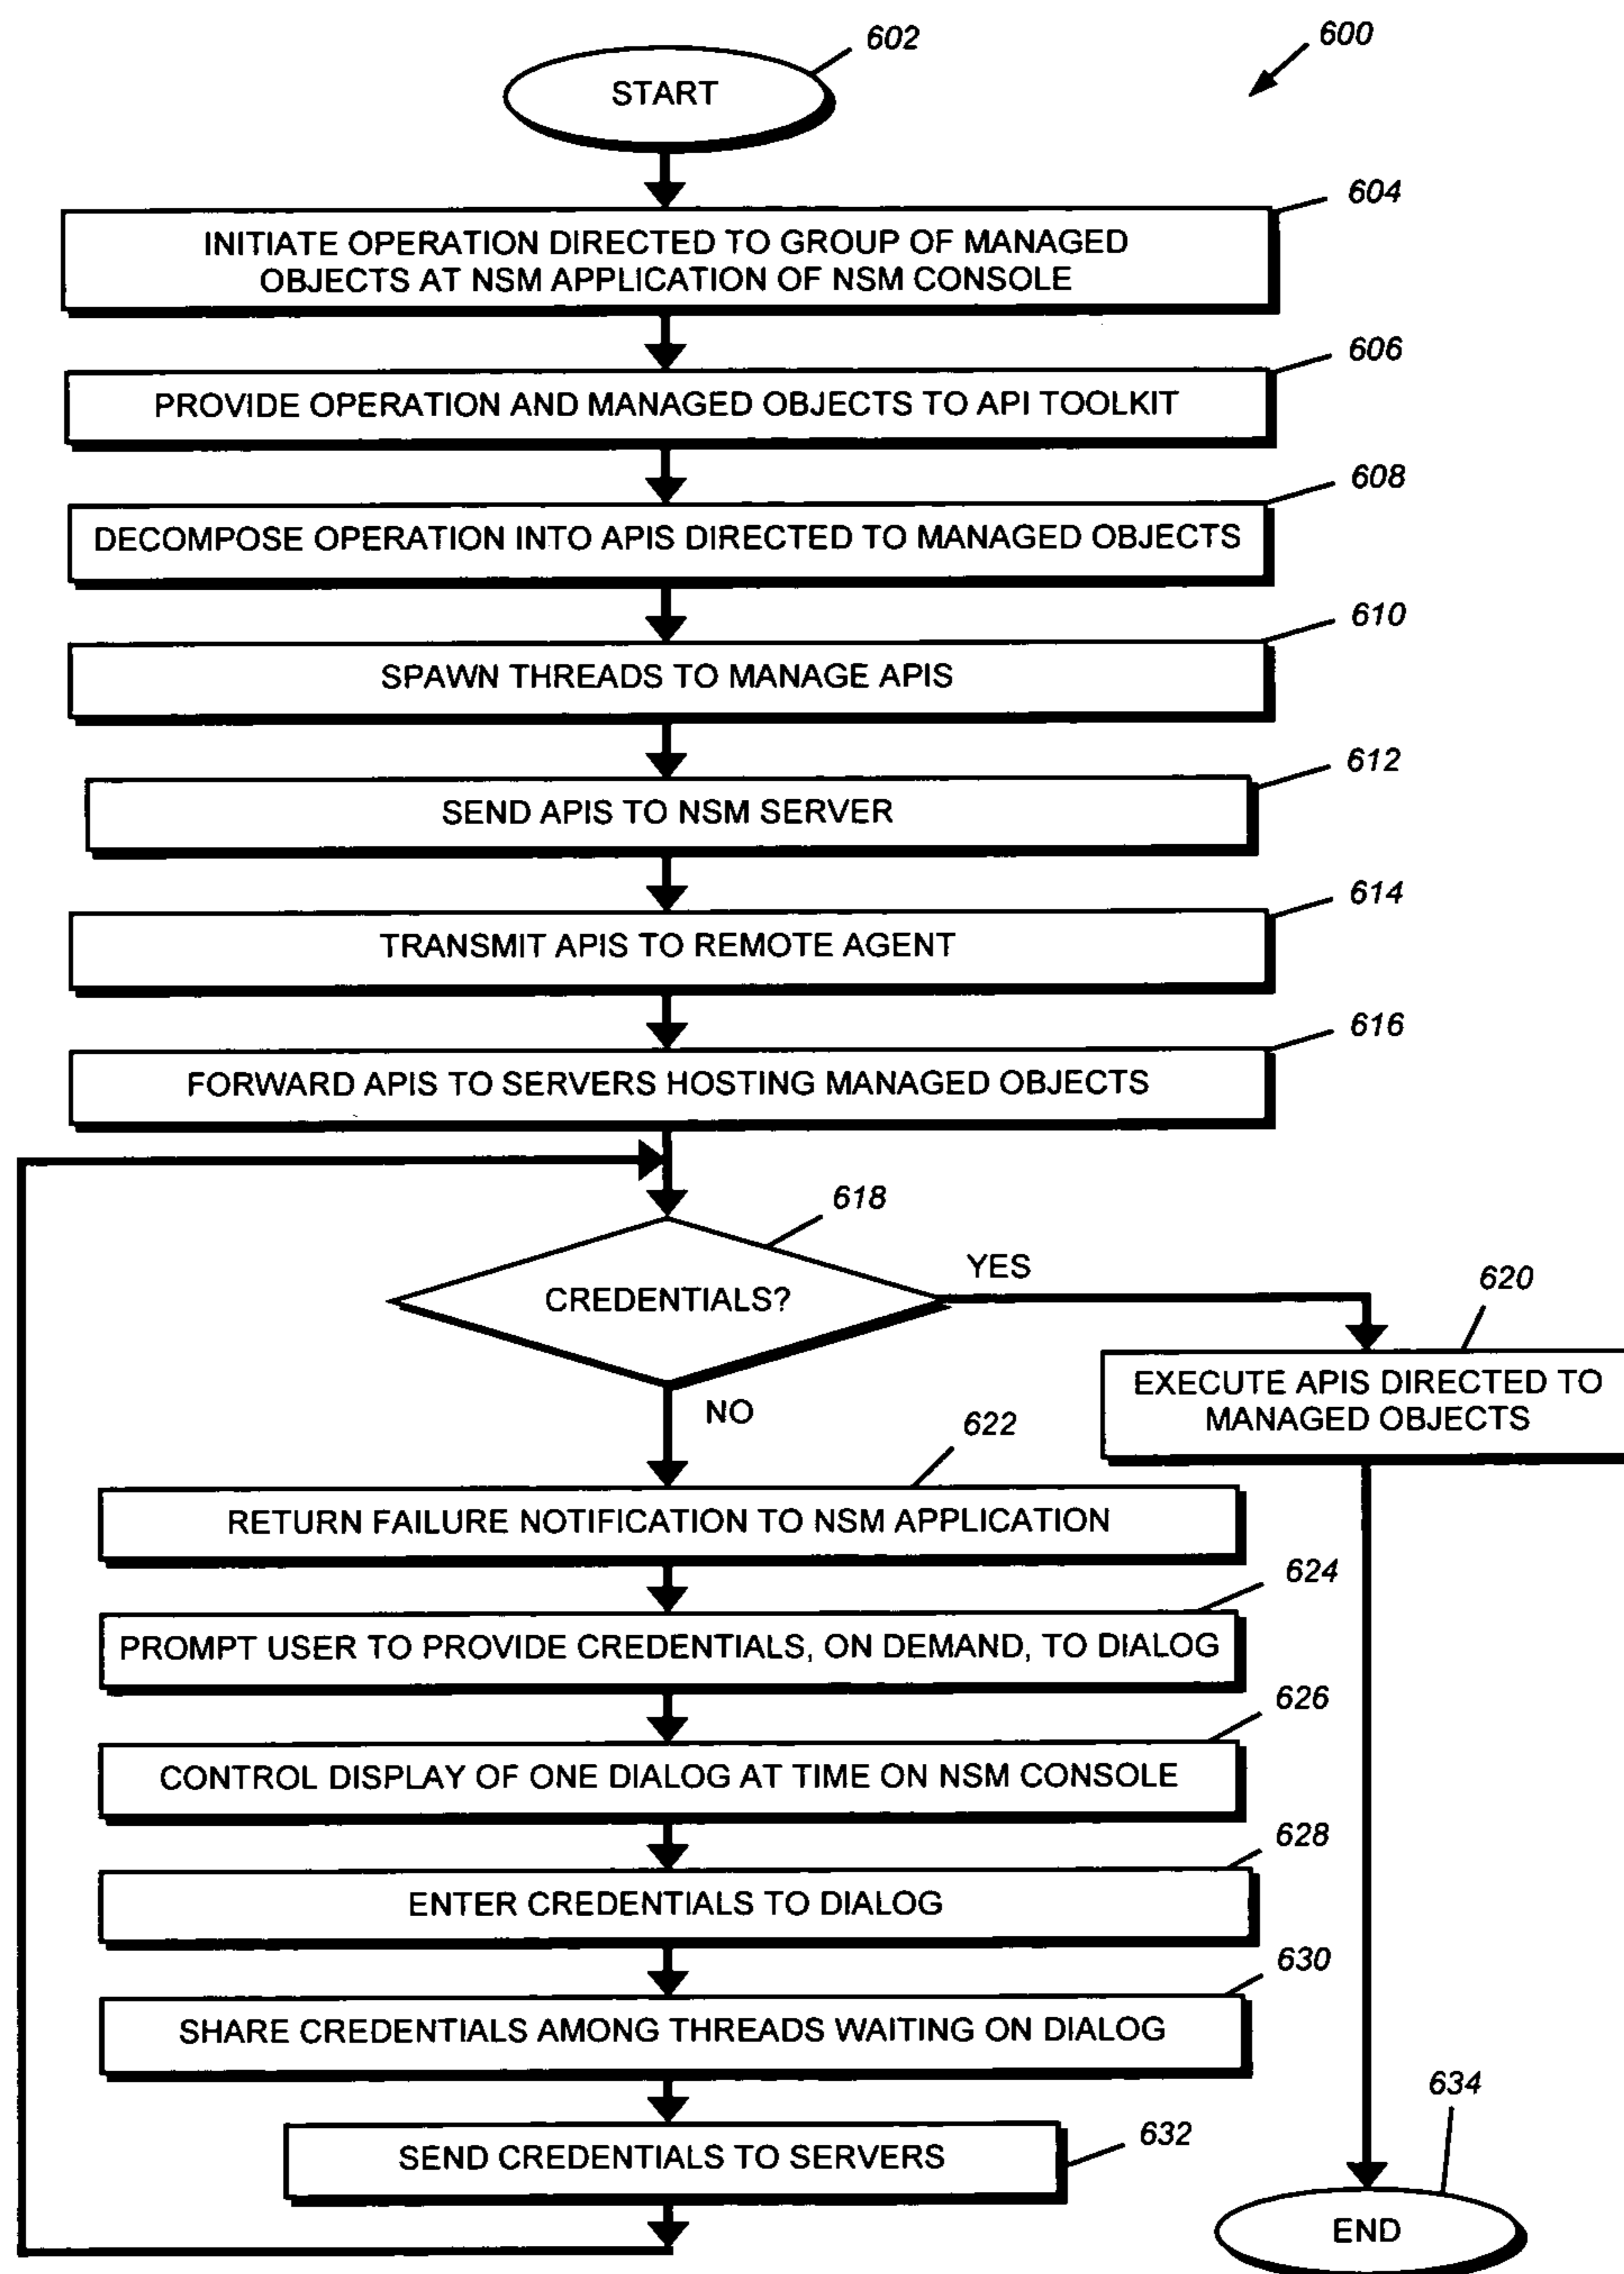 600
602
START
604
INITIATE OPERATION DIRECTED TO GROUP OF MANAGED
OBJECTS AT NSM APPLICATION OF NSM CONSOLE
606
PROVIDE OPERATION AND MANAGED OBJECTS TO API TOOLKIT
608
DECOMPOSE OPERATION INTO APIS DIRECTED TO MANAGED OBJECTS
610
SPAWN THREADS TO MANAGE APIS
612
SEND APIS TO NSM SERVER
614
TRANSMIT APIS TO REMOTE AGENT
616
FORWARD APIS TO SERVERS HOSTING MANAGED OBJECTS
618
CREDENTIALS?
YES
620
EXECUTE APIS DIRECTED TO
MANAGED OBJECTS
NO
622
RETURN FAILURE NOTIFICATION TO NSM APPLICATION
624
PROMPT USER TO PROVIDE CREDENTIALS, ON DEMAND, TO DIALOG
626
CONTROL DISPLAY OF ONE DIALOG AT TIME ON NSM CONSOLE
628
ENTER CREDENTIALS TO DIALOG
630
SHARE CREDENTIALS AMONG THREADS WAITING ON DIALOG
632
SEND CREDENTIALS TO SERVERS
634
END